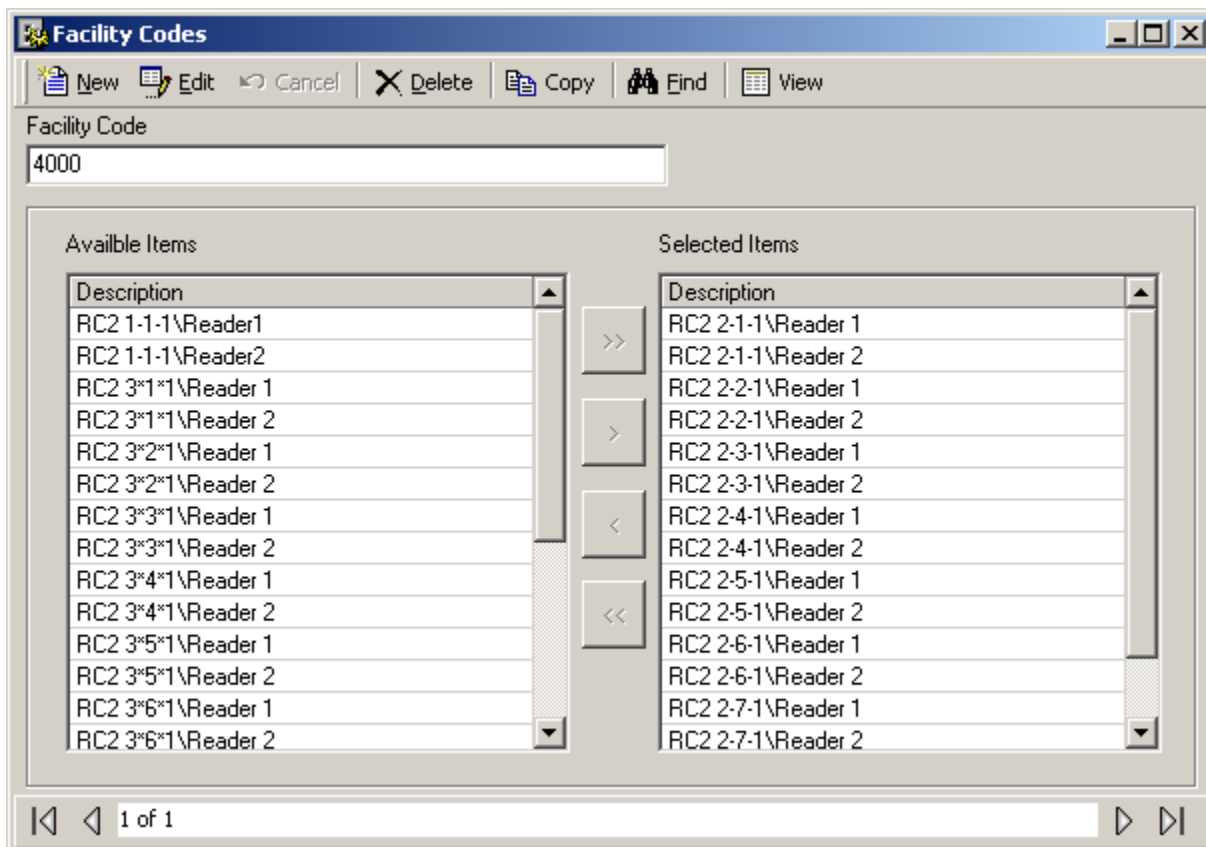 Facility Codes
New Edit Cancel Delete Copy Find View
Facility Code
4000
Availble Items
Description
RC2 1-1-1\Reader1
RC2 1-1-1\Reader2
RC2 3*1*1\Reader 1
RC2 3*1*1\Reader 2
RC2 3*2*1\Reader 1
RC2 3*2*1\Reader 2
RC2 3*3*1\Reader 1
RC2 3*3*1\Reader 2
RC2 3*4*1\Reader 1
RC2 3*4*1\Reader 2
RC2 3*5*1\Reader 1
RC2 3*5*1\Reader 2
RC2 3*6*1\Reader 1
RC2 3*6*1\Reader 2
>>
>
<
<<
Selected Items
Description
RC2 2-1-1\Reader 1
RC2 2-1-1\Reader 2
RC2 2-2-1\Reader 1
RC2 2-2-1\Reader 2
RC2 2-3-1\Reader 1
RC2 2-3-1\Reader 2
RC2 2-4-1\Reader 1
RC2 2-4-1\Reader 2
RC2 2-5-1\Reader 1
RC2 2-5-1\Reader 2
RC2 2-6-1\Reader 1
RC2 2-6-1\Reader 2
RC2 2-7-1\Reader 1
RC2 2-7-1\Reader 2
1 of 1